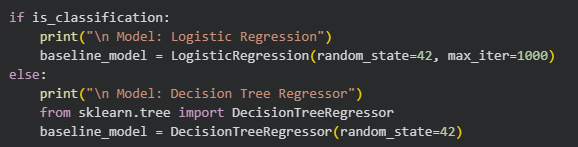 if is_classification:
    print("\n Model: Logistic Regression")
    baseline_model = LogisticRegression(random_state=42, max_iter=1000)
else:
    print("\n Model: Decision Tree Regressor")
    from sklearn.tree import DecisionTreeRegressor
    baseline_model = DecisionTreeRegressor(random_state=42)